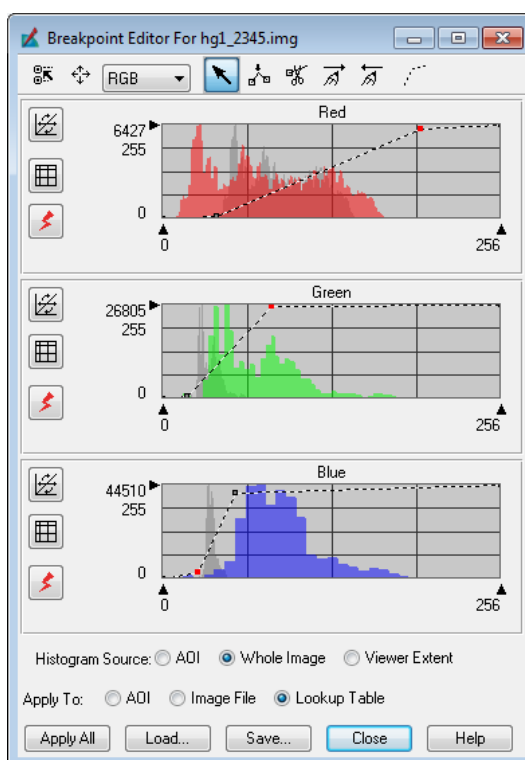 Breakpoint Editor For hg1_2345.img
RGB
Red
6427
255
0
0 256
Green
26805
255
0
0 256
Blue
44510
255
0
0 256
Histogram Source: AOI Whole Image Viewer Extent
Apply To: AOI Image File Lookup Table
Apply All Load... Save... Close Help